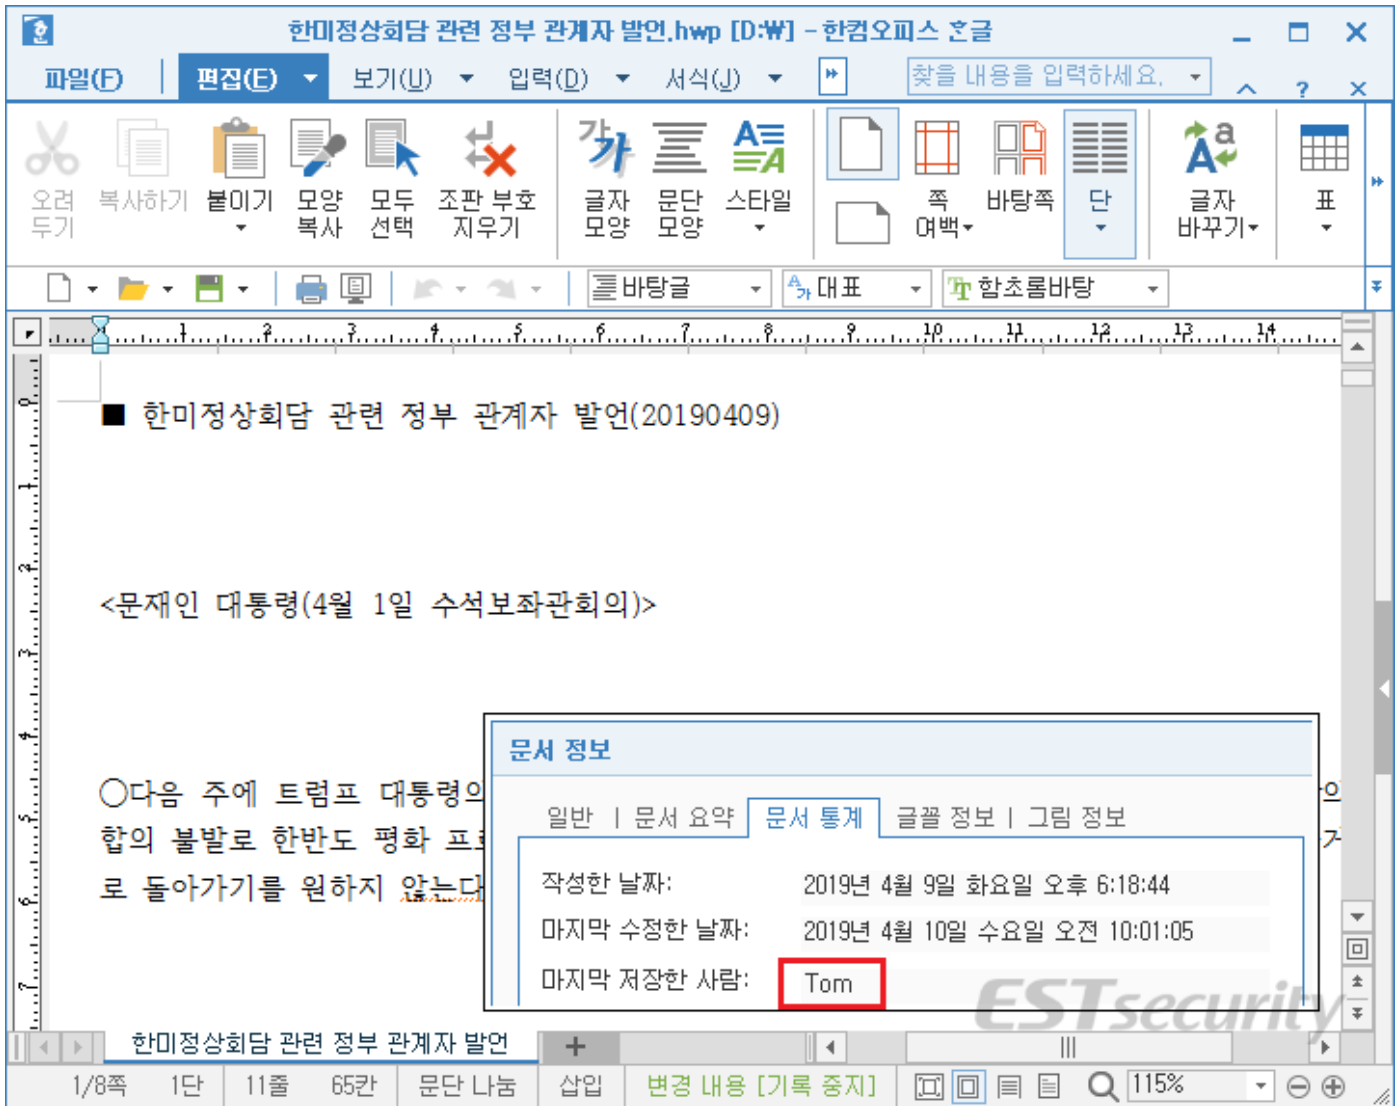 한미정상회담 관련 정부 관계자 발언.hwp [D:₩] - 한컴오피스 한글
파일(F) 편집(E) 보기(U) 입력(D) 서식(J) 찾을 내용을 입력하세요.
오려 두기
복사하기
붙이기
모양 복사
모두 선택
조판 부호 지우기
글자 모양
문단 모양
스타일
쪽 여백
바탕쪽
단
글자 바꾸기
표
바탕글 대표 함초롬바탕
1 2 3 4 5 6 7 8 9 10 11 12 13 14
■ 한미정상회담 관련 정부 관계자 발언(20190409)
<문재인 대통령(4월 1일 수석보좌관회의)>
○다음 주에 트럼프 대통령의
합의 불발로 한반도 평화
로 돌아가기를 원하지 않는다
문서 정보
일반 | 문서 요약 문서 통계 글꼴 정보 | 그림 정보
작성한 날짜: 2019년 4월 9일 화요일 오후 6:18:44
마지막 수정한 날짜: 2019년 4월 10일 수요일 오전 10:01:05
마지막 저장한 사람: Tom
ESTsecurity
한미정상회담 관련 정부 관계자 발언
1/8쪽 1단 11줄 65칸 문단 나눔 삽입 변경 내용 [기록 중지] 115%